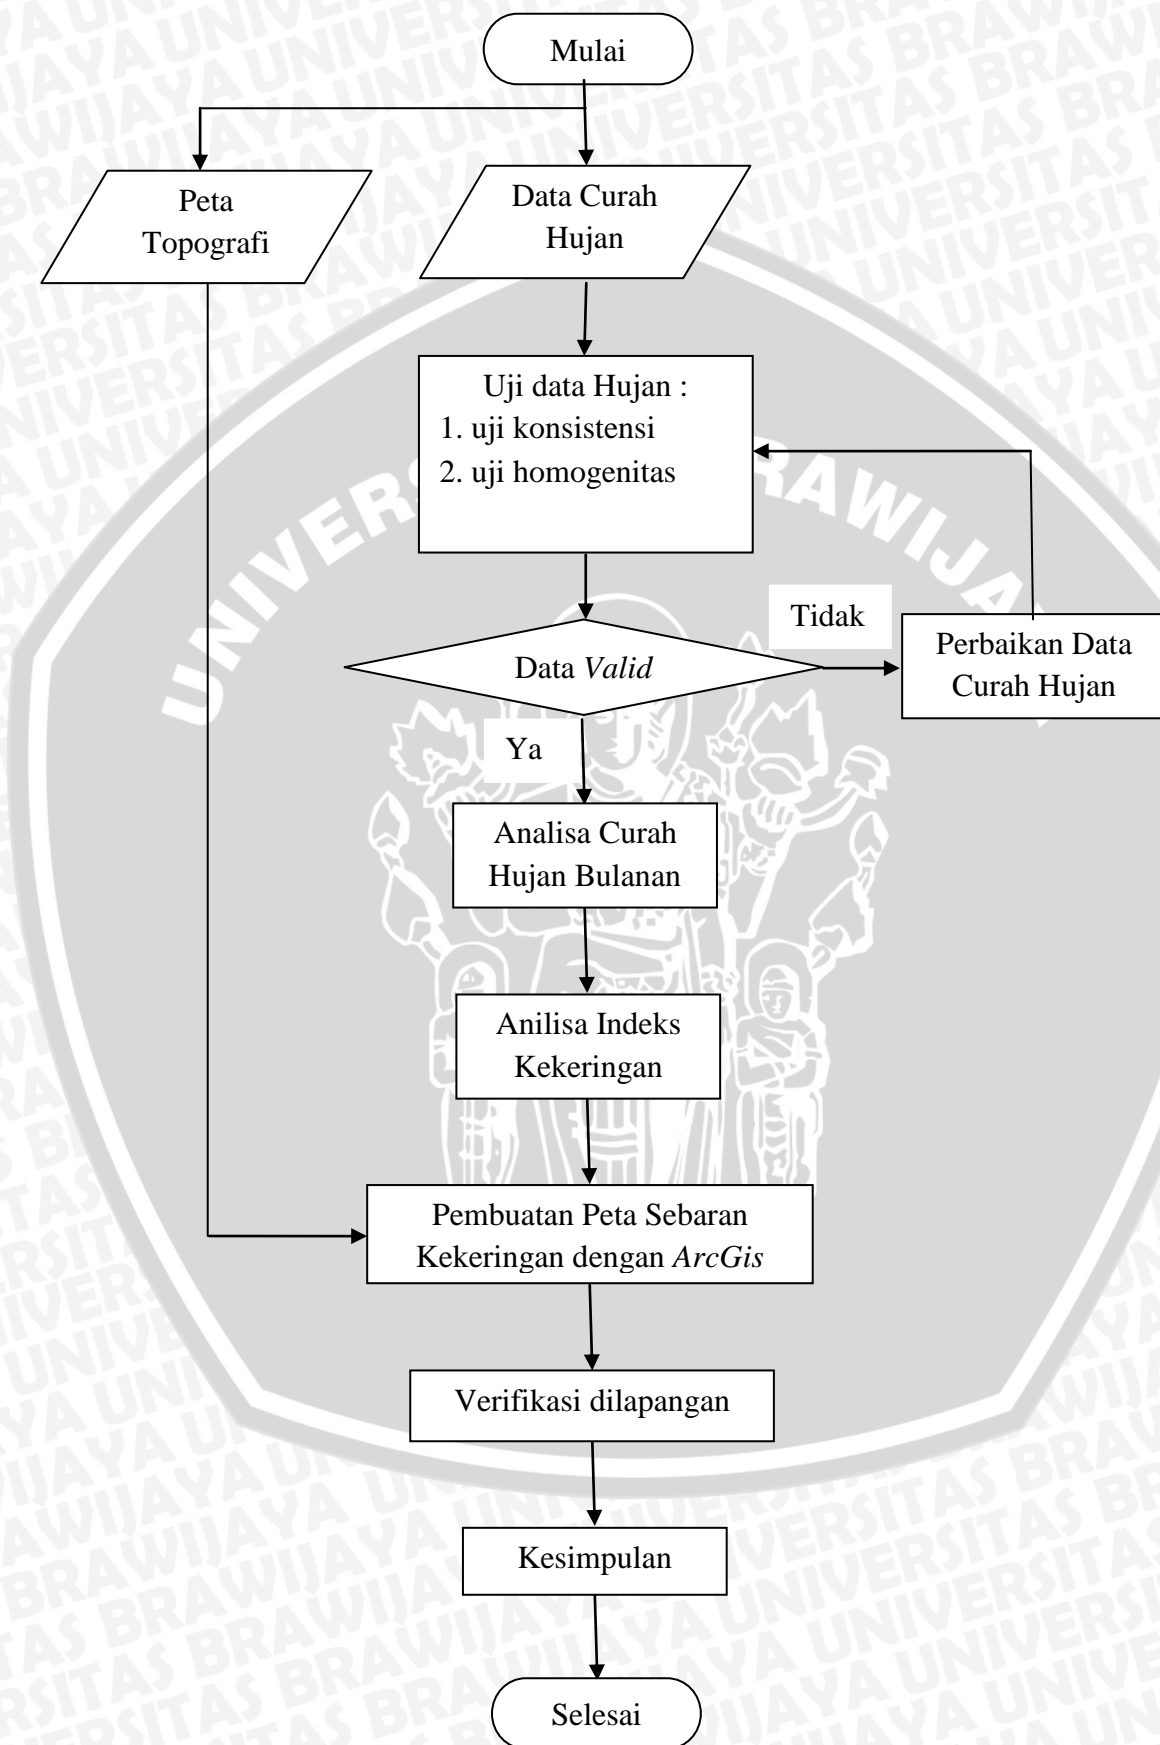 Mulai
Peta
Topografi
Data Curah
Hujan
Uji data Hujan :
1. uji konsistensi
2. uji homogenitas
Data Valid
Tidak
Perbaikan Data
Curah Hujan
Ya
Analisa Curah
Hujan Bulanan
Anilisa Indeks
Kekeringan
Pembuatan Peta Sebaran
Kekeringan dengan ArcGis
Verifikasi dilapangan
Kesimpulan
Selesai